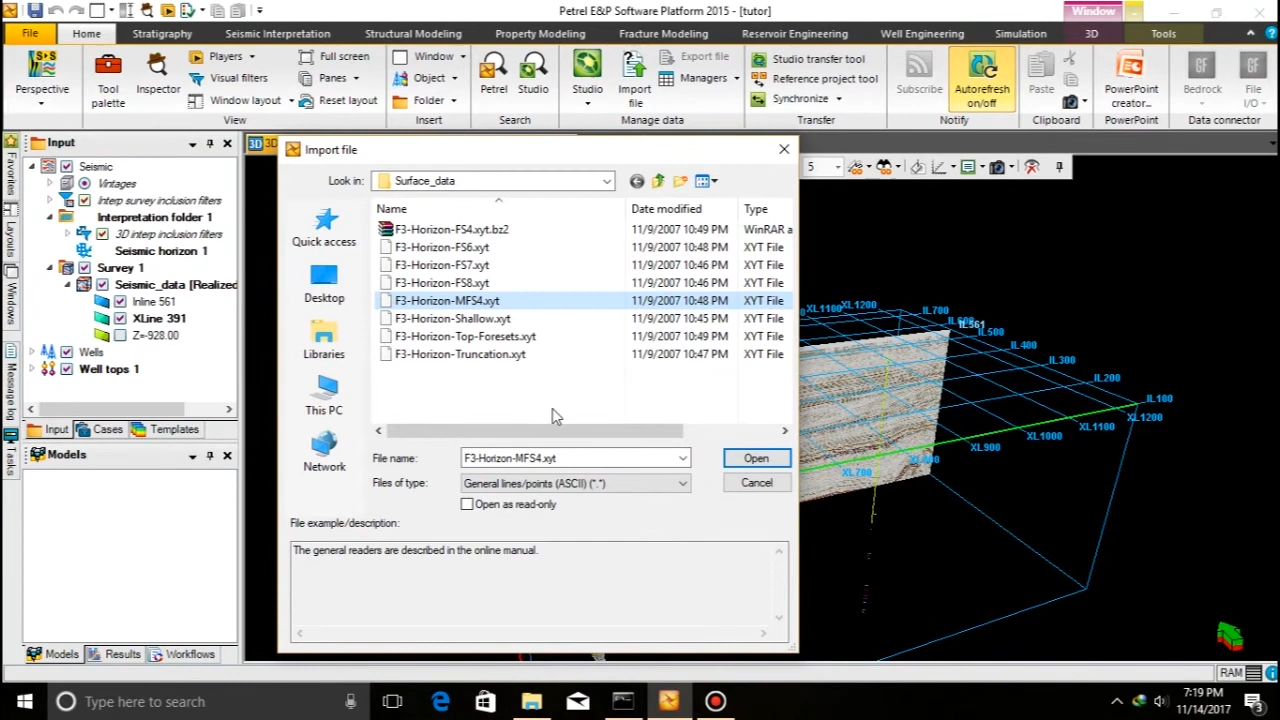 Petrel E&P Software Platform 2015 - [tutor]
Window
File
Home
Stratigraphy
Seismic Interpretation
Structural Modeling
Property Modeling
Fracture Modeling
Reservoir Engineering
Well Engineering
Simulation
3D
Tools
Perspective
Tool palette
Inspector
Players
Visual filters
Window layout
Full screen
Panes
Reset layout
View
Window
Object
Folder
Insert
Petrel
Studio
Search
Studio
Import file
Export file
Managers
Manage data
Studio transfer tool
Reference project tool
Synchronize
Transfer
Subscribe
Autorefresh on/off
Notify
Paste
Clipboard
PowerPoint creator...
PowerPoint
GF
Bedrock
GF
File I/O
Data connector
Favorites
Layouts
Windows
Message log
Tasks
Input
Seismic
Vintages
Interp survey inclusion filters
Interpretation folder 1
3D interp inclusion filters
Seismic horizon 1
Survey 1
Seismic_data [Realized
Inline 561
XLine 391
Z=-928.00
Wells
Well tops 1
Input
Cases
Templates
Models
Models
Results
Workflows
3D
5
Import file
Look in:
Surface_data
Quick access
Desktop
Libraries
This PC
Network
Name
Date modified
Type
F3-Horizon-FS4.xyt.bz2 11/9/2007 10:49 PM WinRAR a
F3-Horizon-FS6.xyt 11/9/2007 10:48 PM XYT File
F3-Horizon-FS7.xyt 11/9/2007 10:46 PM XYT File
F3-Horizon-FS8.xyt 11/9/2007 10:46 PM XYT File
F3-Horizon-MFS4.xyt 11/9/2007 10:48 PM XYT File
F3-Horizon-Shallow.xyt 11/9/2007 10:45 PM XYT File
F3-Horizon-Top-Foresets.xyt 11/9/2007 10:49 PM XYT File
F3-Horizon-Truncation.xyt 11/9/2007 10:47 PM XYT File
File name:
F3-Horizon-MFS4.xyt
Open
Files of type:
General lines/points (ASCII) (*.*)
Cancel
Open as read-only
File example/description:
The general readers are described in the online manual.
XL1100
XL1200
IL700
IL561
IL500
IL400
IL300
IL200
IL100
XL1200
XL1100
XL1000
XL900
XL700
RAM
Type here to search
7:19 PM
11/14/2017
3